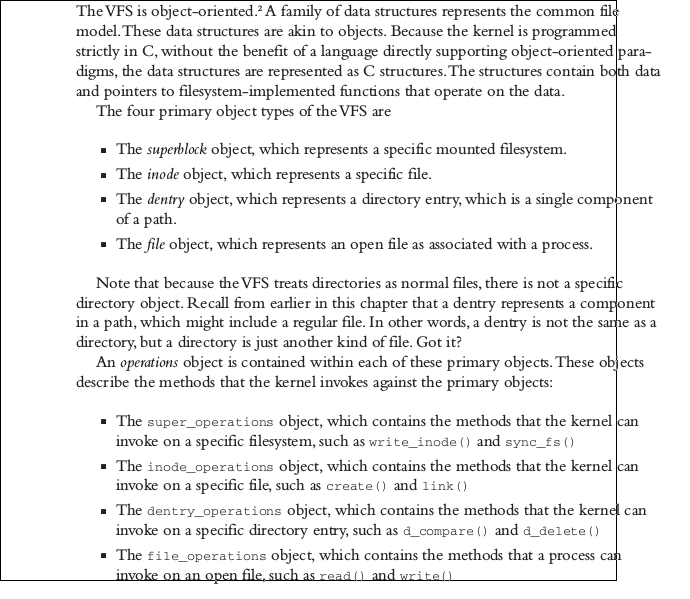 The VFS is object-oriented.² A family of data structures represents the common file
model. These data structures are akin to objects. Because the kernel is programmed
strictly in C, without the benefit of a language directly supporting object-oriented para-
digms, the data structures are represented as C structures. The structures contain both data
and pointers to filesystem-implemented functions that operate on the data.
The four primary object types of the VFS are
■ The superblock object, which represents a specific mounted filesystem.
■ The inode object, which represents a specific file.
■ The dentry object, which represents a directory entry, which is a single component
of a path.
■ The file object, which represents an open file as associated with a process.
Note that because the VFS treats directories as normal files, there is not a specific
directory object. Recall from earlier in this chapter that a dentry represents a component
in a path, which might include a regular file. In other words, a dentry is not the same as a
directory, but a directory is just another kind of file. Got it?
An operations object is contained within each of these primary objects. These objects
describe the methods that the kernel invokes against the primary objects:
■ The super_operations object, which contains the methods that the kernel can
invoke on a specific filesystem, such as write_inode() and sync_fs()
■ The inode_operations object, which contains the methods that the kernel can
invoke on a specific file, such as create() and link()
■ The dentry_operations object, which contains the methods that the kernel can
invoke on a specific directory entry, such as d_compare() and d_delete()
■ The file_operations object, which contains the methods that a process can
invoke on an open file, such as read() and write()